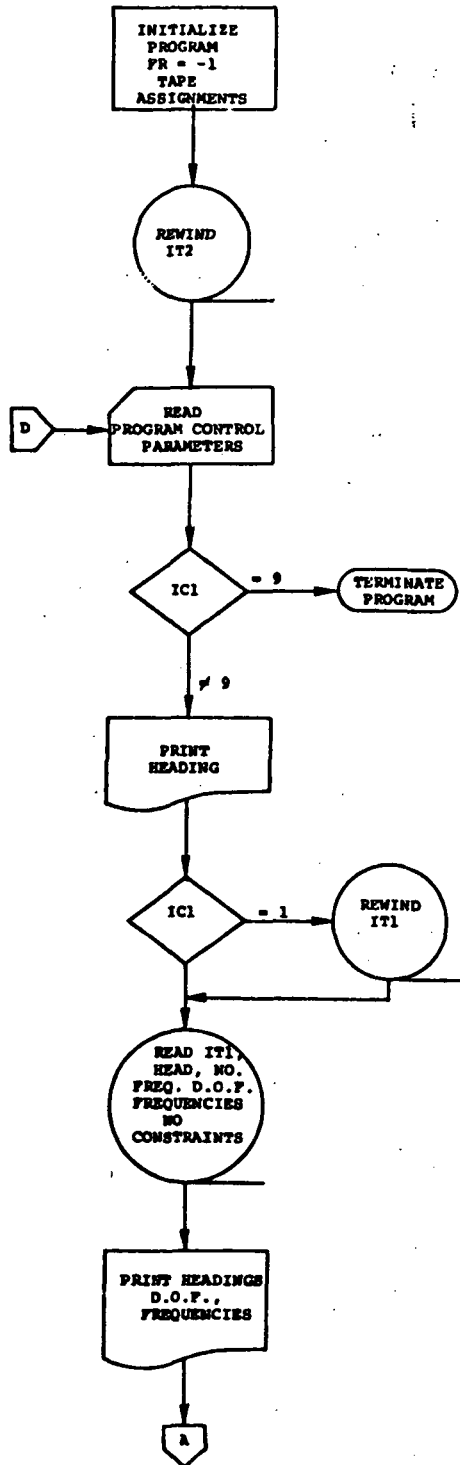 INITIALIZE
PROGRAM
FR = -1
TAPE
ASSIGNMENTS
REWIND
IT2
D
READ
PROGRAM CONTROL
PARAMETERS
IC1
= 9
TERMINATE
PROGRAM
≠ 9
PRINT
HEADING
IC1
= 1
REWIND
IT1
READ IT1,
HEAD, NO.
FREQ. D.O.F.
FREQUENCIES
NO
CONSTRAINTS
PRINT HEADINGS
D.O.F.,
FREQUENCIES
A